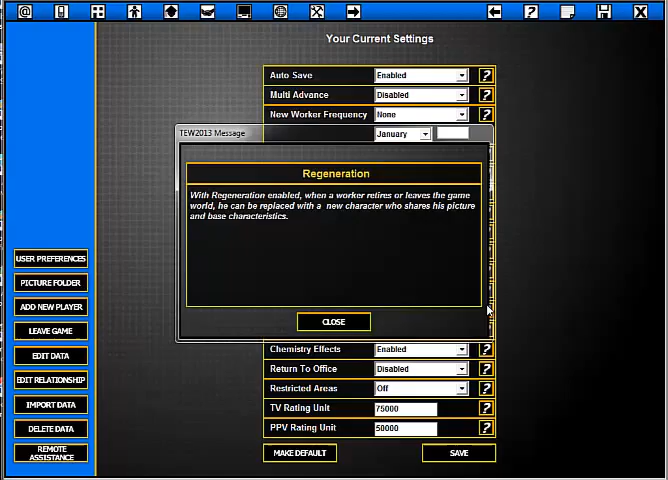 Your Current Settings
Auto Save Enabled ?
Multi Advance Disabled ?
New Worker Frequency None ?
TEW2013 Message
January
Regeneration
With Regeneration enabled, when a worker retires or leaves the game
world, he can be replaced with a new character who shares his picture
and base characteristics.
CLOSE
USER PREFERENCES
PICTURE FOLDER
ADD NEW PLAYER
LEAVE GAME
EDIT DATA
EDIT RELATIONSHIP
IMPORT DATA
DELETE DATA
REMOTE
ASSISTANCE
Chemistry Effects Enabled ?
Return To Office Disabled ?
Restricted Areas Off ?
TV Rating Unit 75000 ?
PPV Rating Unit 50000 ?
MAKE DEFAULT
SAVE